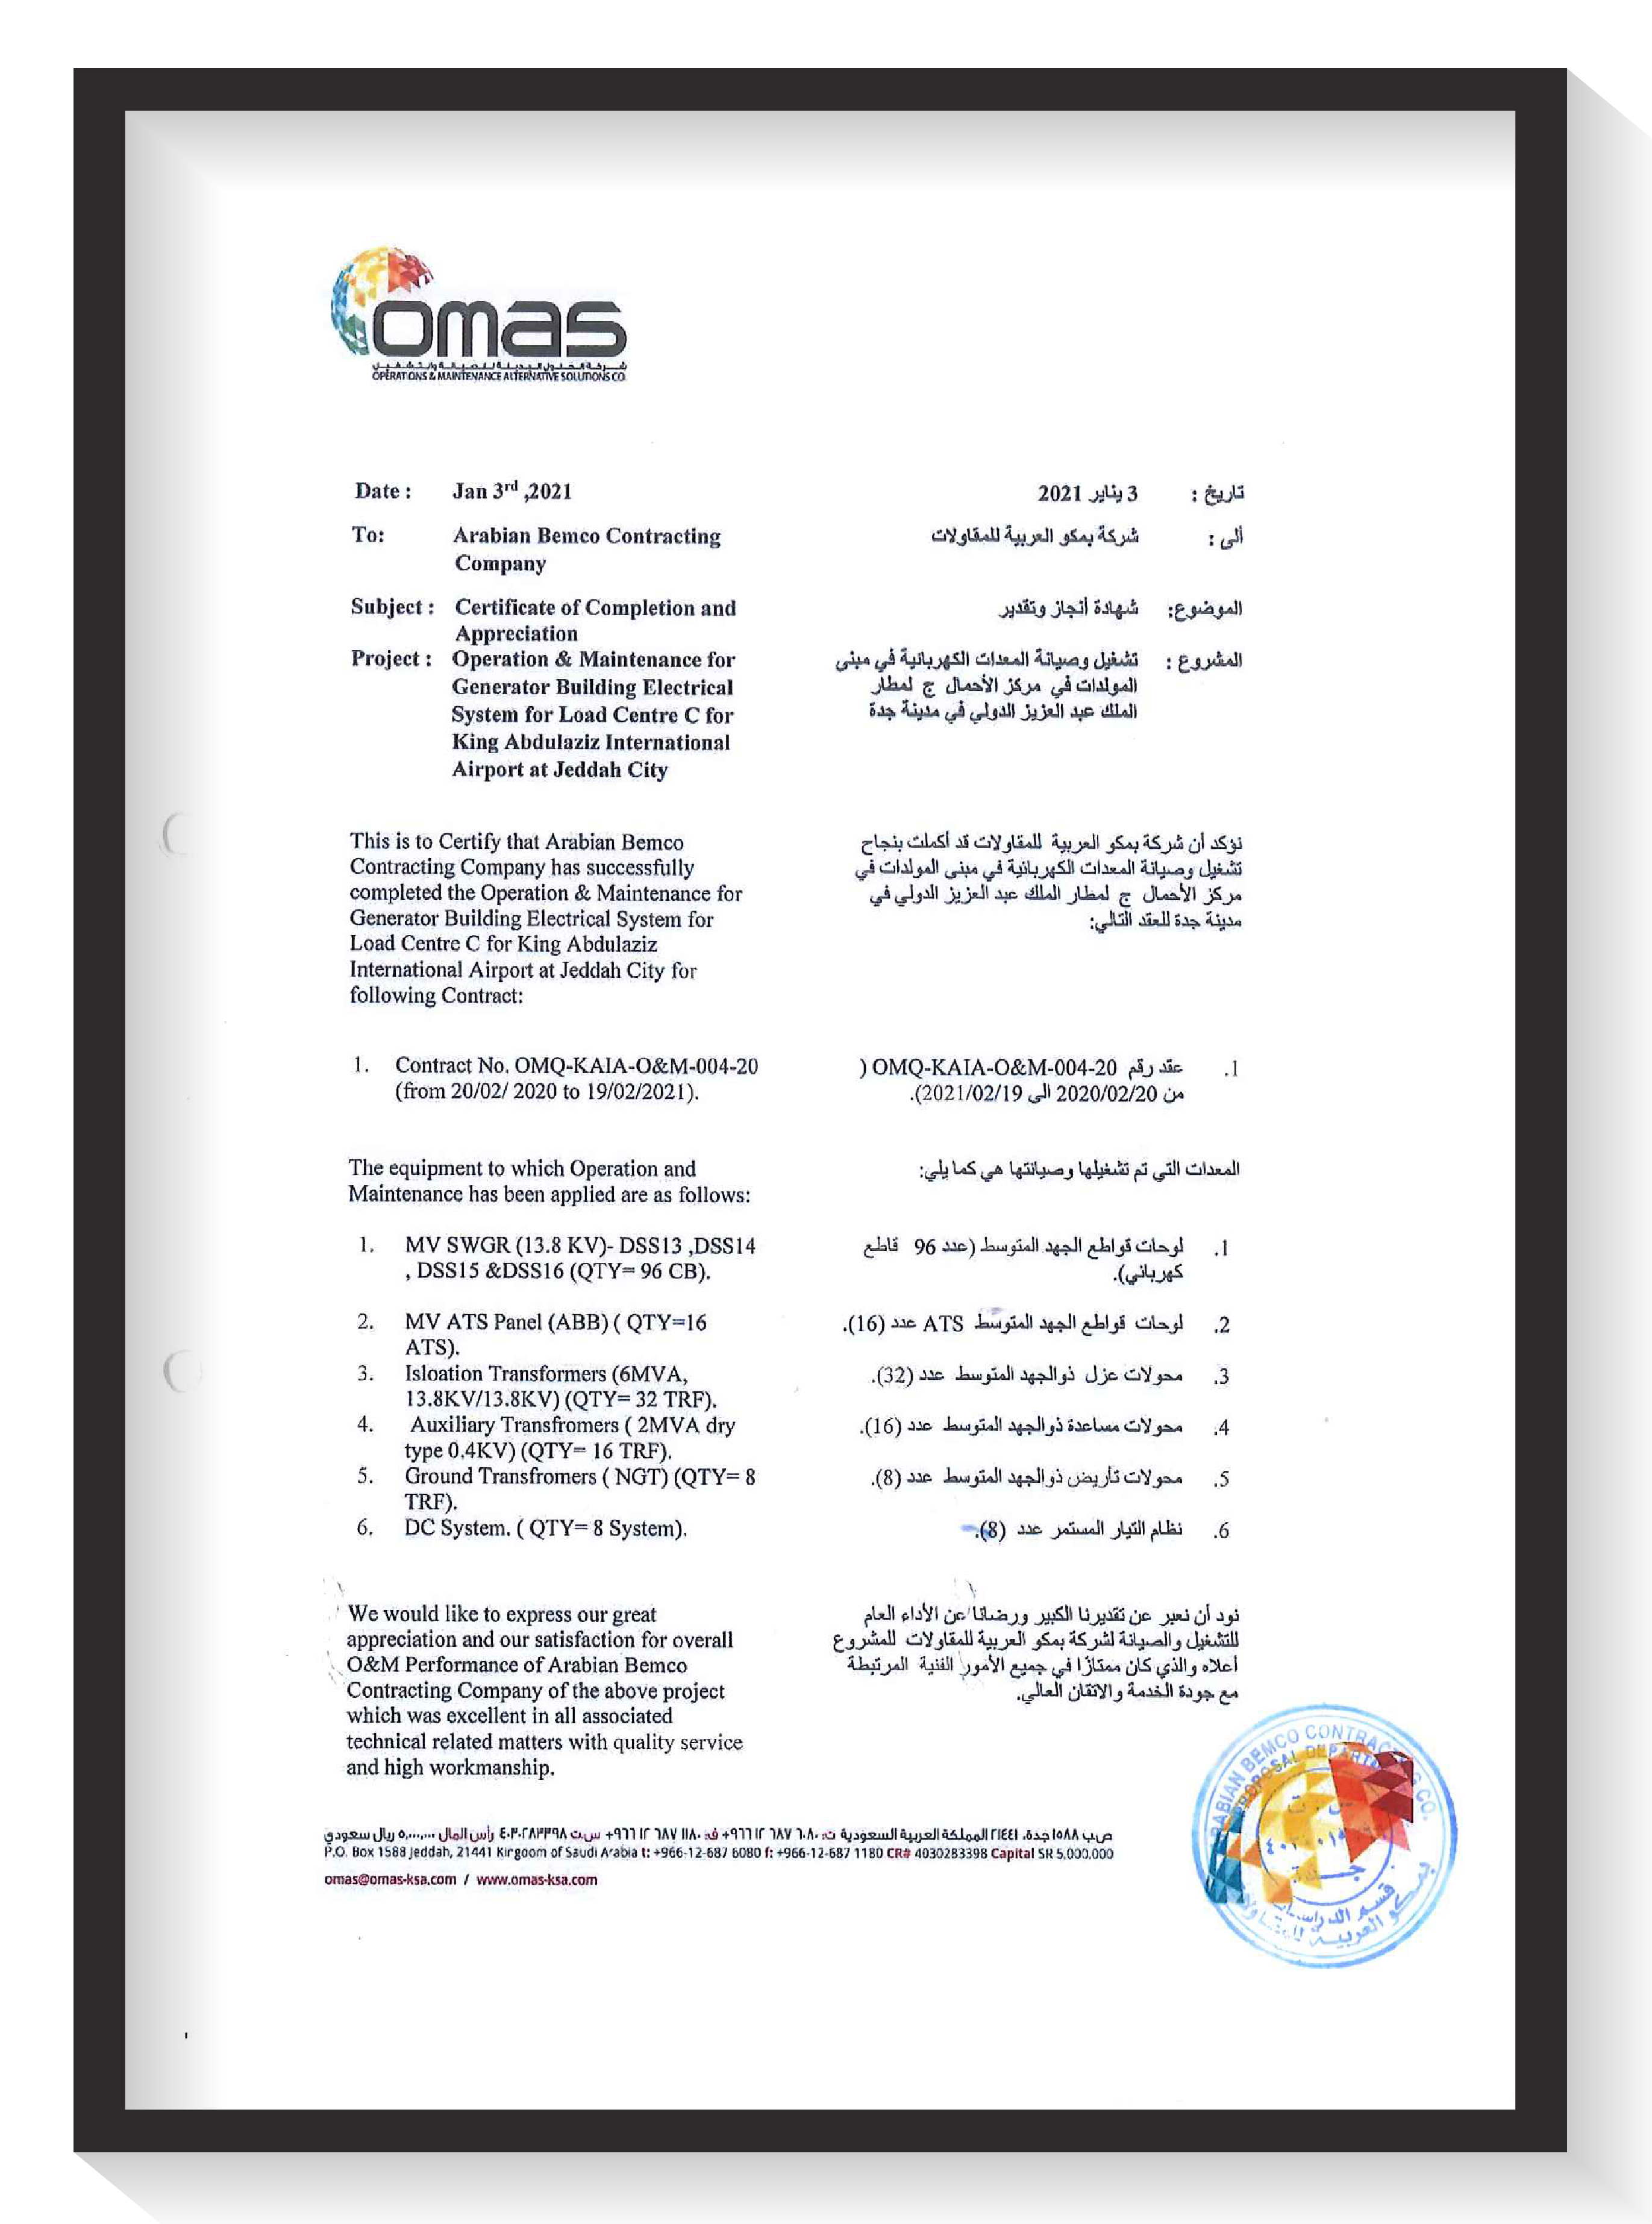 omas
شركة الحلول البديلة للصيانة والتشغيل
OPERATIONS & MAINTENANCE ALTERNATIVE SOLUTIONS CO.
Date : Jan 3rd ,2021
To: Arabian Bemco Contracting
Company
Subject : Certificate of Completion and
Appreciation
Project : Operation & Maintenance for
Generator Building Electrical
System for Load Centre C for
King Abdulaziz International
Airport at Jeddah City
تاريخ : 3 يناير 2021
ألى : شركة بمكو العربية للمقاولات
الموضوع: شهادة أنجاز وتقدير
المشروع : تشغيل وصيانة المعدات الكهربائية في مبنى
المولدات في مركز الأحمال ج لمطار
الملك عبد العزيز الدولي في مدينة جدة
This is to Certify that Arabian Bemco
Contracting Company has successfully
completed the Operation & Maintenance for
Generator Building Electrical System for
Load Centre C for King Abdulaziz
International Airport at Jeddah City for
following Contract:
نؤكد أن شركة بمكو العربية للمقاولات قد أكملت بنجاح
تشغيل وصيانة المعدات الكهربائية في مبنى المولدات في
مركز الأحمال ج لمطار الملك عبد العزيز الدولي في
مدينة جدة للعقد التالي:
1. Contract No. OMQ-KAIA-O&M-004-20
(from 20/02/ 2020 to 19/02/2021).
1. عقد رقم OMQ-KAIA-O&M-004-20 (
من 2020/02/20 الى 2021/02/19).
The equipment to which Operation and
Maintenance has been applied are as follows:
المعدات التي تم تشغيلها وصيانتها هي كما يلي:
1. MV SWGR (13.8 KV)- DSS13 ,DSS14
, DSS15 &DSS16 (QTY= 96 CB).
2. MV ATS Panel (ABB) ( QTY=16
ATS).
3. Isloation Transformers (6MVA,
13.8KV/13.8KV) (QTY= 32 TRF).
4. Auxiliary Transfromers ( 2MVA dry
type 0.4KV) (QTY= 16 TRF).
5. Ground Transfromers ( NGT) (QTY= 8
TRF).
6. DC System. ( QTY= 8 System).
1. لوحات قواطع الجهد المتوسط (عدد 96 قاطع
كهربائي).
2. لوحات قواطع الجهد المتوسط ATS عدد (16).
3. محولات عزل ذوالجهد المتوسط عدد (32).
4. محولات مساعدة ذوالجهد المتوسط عدد (16).
5. محولات تأريض ذوالجهد المتوسط عدد (8).
6. نظام التيار المستمر عدد (8).
We would like to express our great
appreciation and our satisfaction for overall
O&M Performance of Arabian Bemco
Contracting Company of the above project
which was excellent in all associated
technical related matters with quality service
and high workmanship.
نود أن نعبر عن تقديرنا الكبير ورضانا عن الأداء العام
للتشغيل والصيانة لشركة بمكو العربية للمقاولات للمشروع
أعلاه والذي كان ممتازا في جميع الأمور الفنية المرتبطة
مع جودة الخدمة والاتقان العالي.
ص.ب ١٥٨٨ جدة، ٢١٤٤١ المملكة العربية السعودية ت: ٦٠٨٠ ٦٨٧ ١٢ ٩٦٦+ ف: ١١٨٠ ٦٨٧ ١٢ ٩٦٦+ س.ت ٤٠٣٠٢٨٣٣٩٨ رأس المال ٥,٠٠٠,٠٠٠ ريال سعودي
P.O. Box 1588 Jeddah, 21441 Kingdom of Saudi Arabia t: +966-12-687 6080 f: +966-12-687 1180 CR# 4030283398 Capital SR 5,000,000
omas@omas-ksa.com / www.omas-ksa.com
ARABIAN BEMCO CONTRACTING CO.
PROPOSAL DEPARTMENT
جدة
قسم الدراسات
بمكو العربية للمقاولات